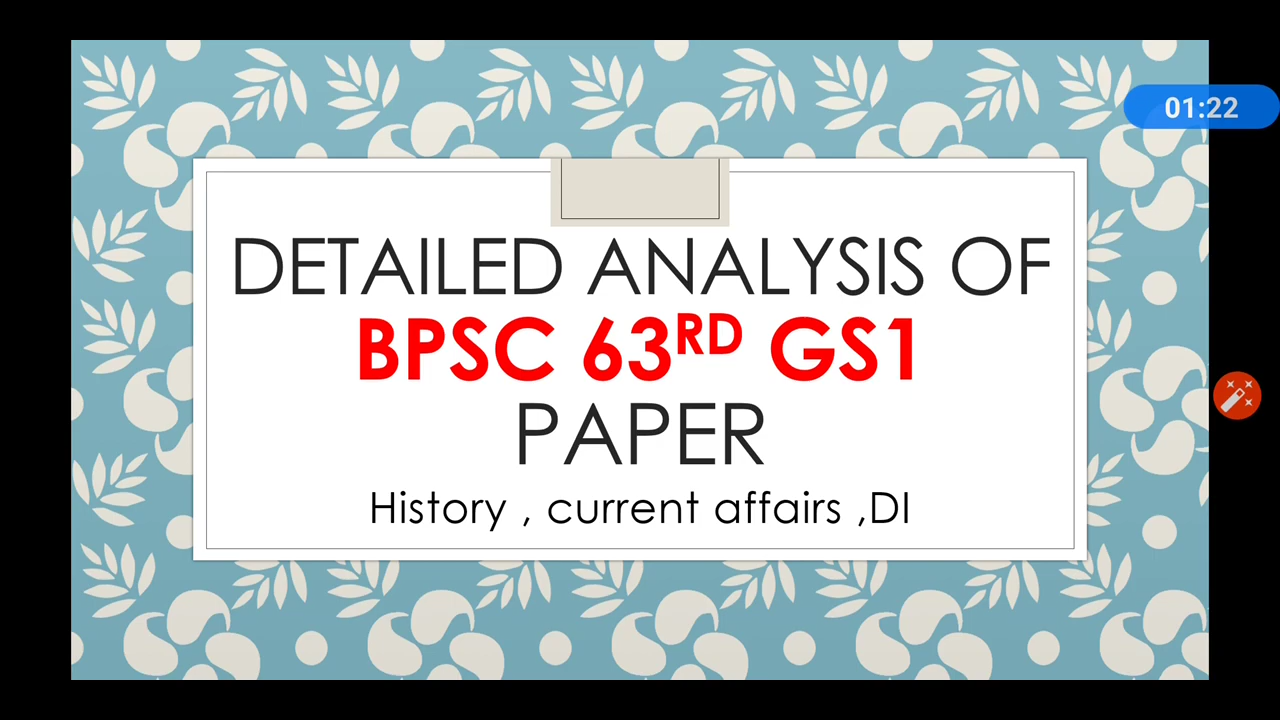 01:22
DETAILED ANALYSIS OF
BPSC 63RD GS1
PAPER
History , current affairs ,DI